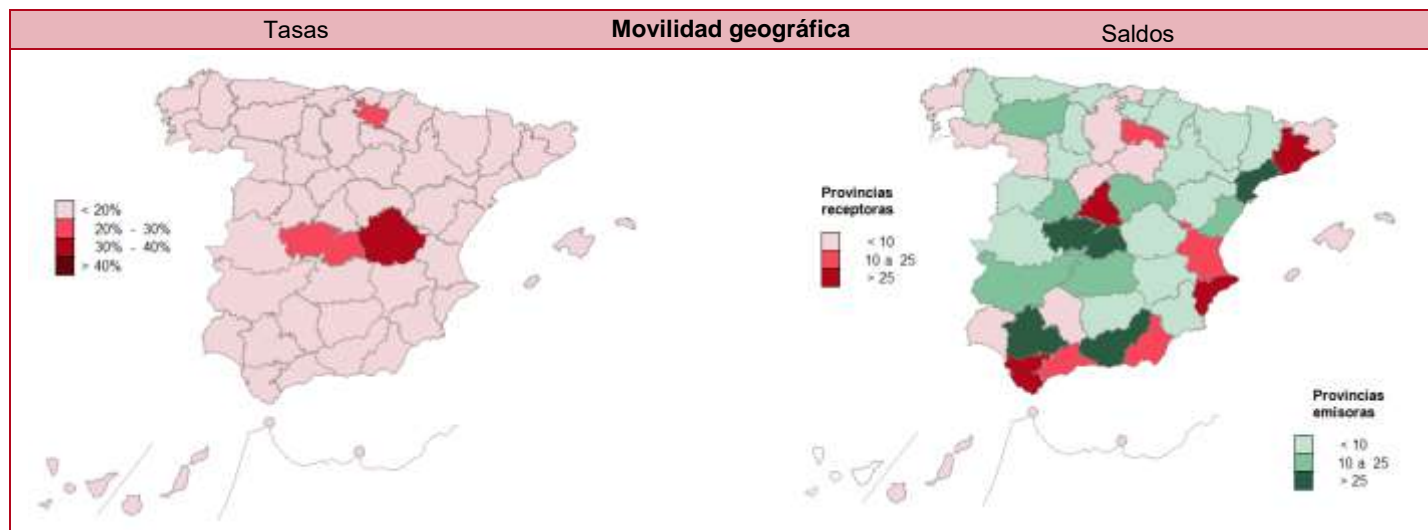 Tasas
Movilidad geográfica
Saldos
< 20%
20% - 30%
30% - 40%
> 40%
Provincias
receptoras
< 10
10 a 25
> 25
Provincias
emisoras
< 10
10 a 25
> 25